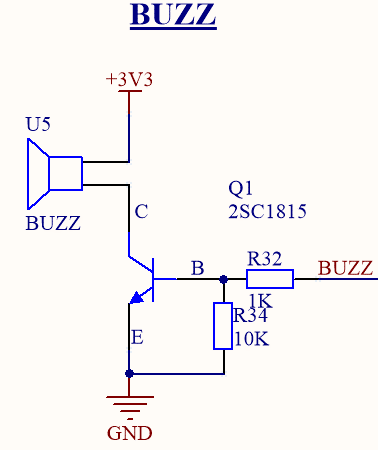 BUZZ
+3V3
U5
BUZZ
C
Q1
2SC1815
B
R32
1K
BUZZ
R34
10K
E
GND